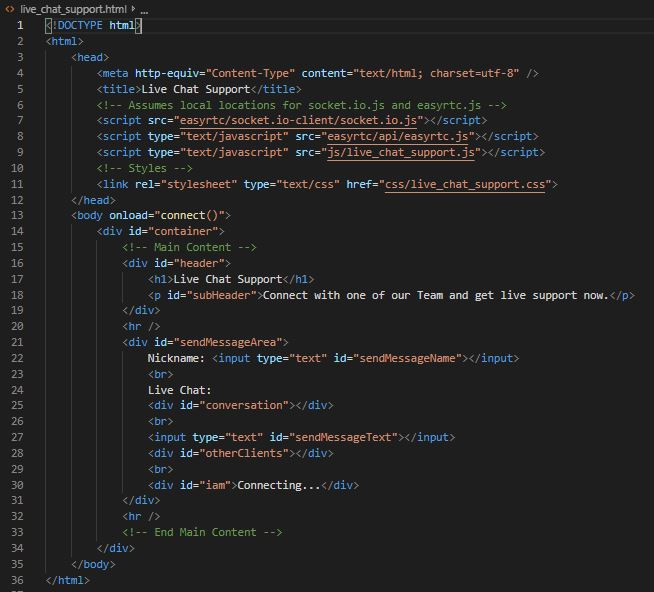 live_chat_support.html > ...
1 <!DOCTYPE html>
2 <html>
3 <head>
4 <meta http-equiv="Content-Type" content="text/html; charset=utf-8" />
5 <title>Live Chat Support</title>
6 <!-- Assumes local locations for socket.io.js and easyrtc.js -->
7 <script src="easyrtc/socket.io-client/socket.io.js"></script>
8 <script type="text/javascript" src="easyrtc/api/easyrtc.js"></script>
9 <script type="text/javascript" src="js/live_chat_support.js"></script>
10 <!-- Styles -->
11 <link rel="stylesheet" type="text/css" href="css/live_chat_support.css">
12 </head>
13 <body onload="connect()">
14 <div id="container">
15 <!-- Main Content -->
16 <div id="header">
17 <h1>Live Chat Support</h1>
18 <p id="subHeader">Connect with one of our Team and get live support now.</p>
19 </div>
20 <hr />
21 <div id="sendMessageArea">
22 Nickname: <input type="text" id="sendMessageName"></input>
23 <br>
24 Live Chat:
25 <div id="conversation"></div>
26 <br>
27 <input type="text" id="sendMessageText"></input>
28 <div id="otherClients"></div>
29 <br>
30 <div id="iam">Connecting...</div>
31 </div>
32 <hr />
33 <!-- End Main Content -->
34 </div>
35 </body>
36 </html>